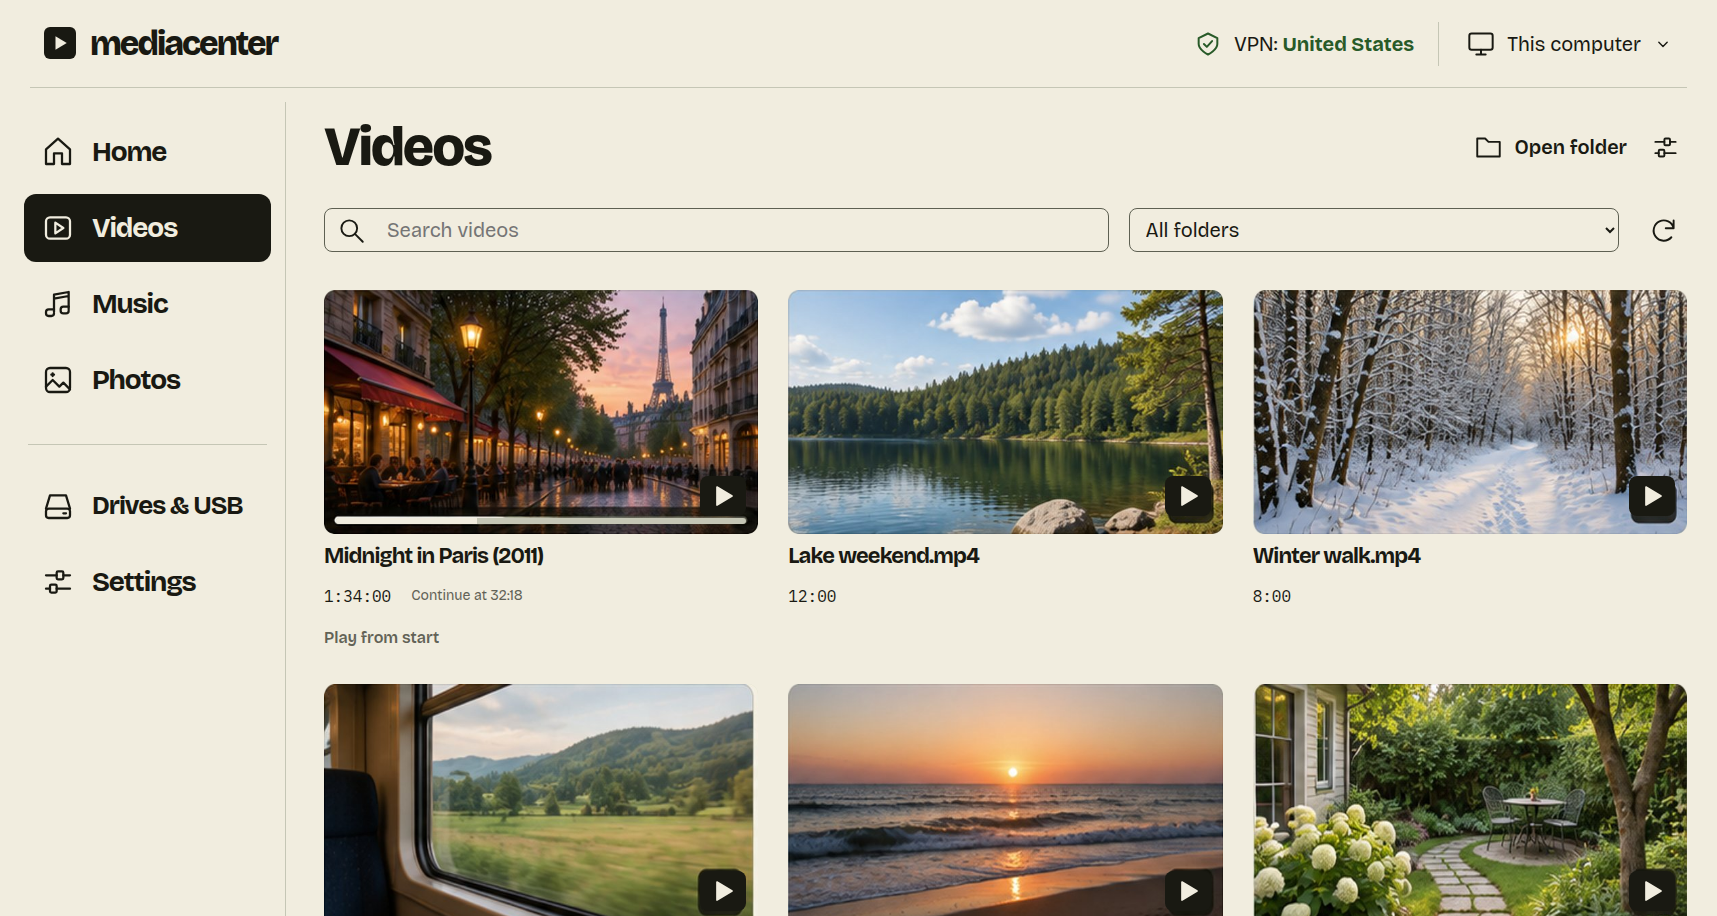 mediacenter
VPN: United States
This computer
Home
Videos
Music
Photos
Drives & USB
Settings
Videos
Open folder
Search videos
All folders
Midnight in Paris (2011)
1:34:00 Continue at 32:18
Play from start
Lake weekend.mp4
12:00
Winter walk.mp4
8:00